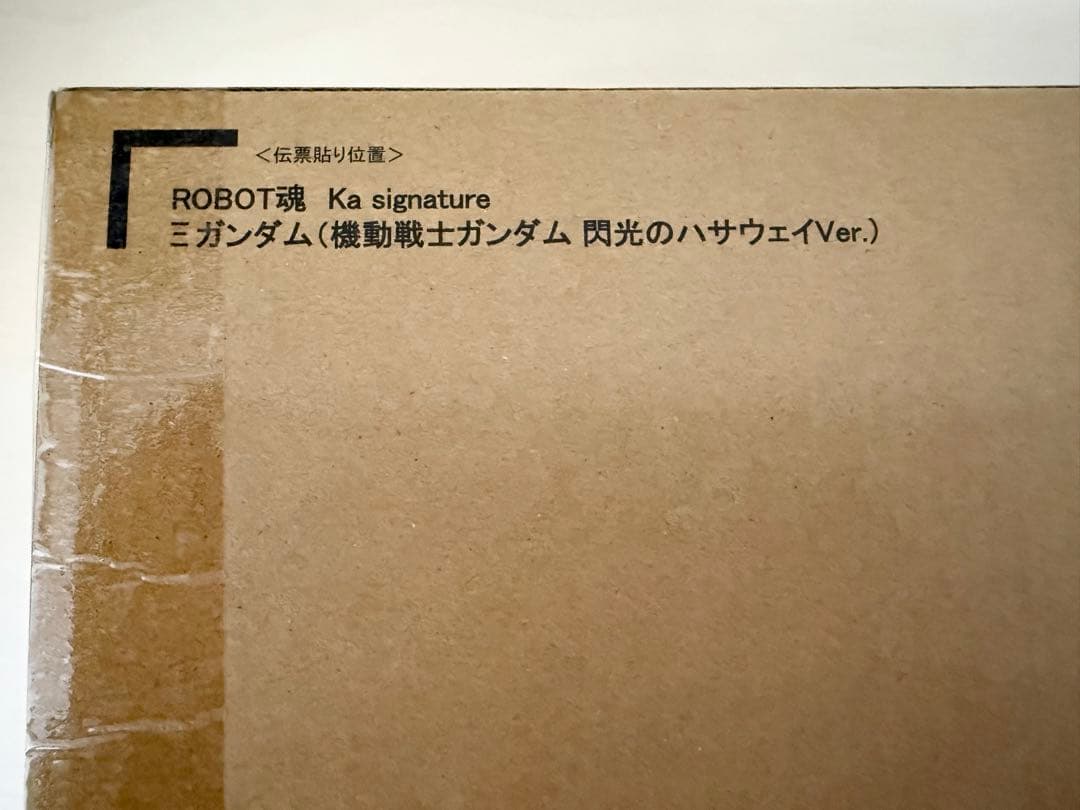 ＜伝票貼り位置＞
ROBOT魂　Ka signature
Ξガンダム（機動戦士ガンダム 閃光のハサウェイVer.）